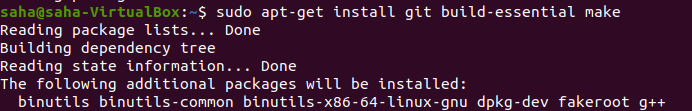 saha@saha-VirtualBox:~$ sudo apt-get install git build-essential make
Reading package lists... Done
Building dependency tree
Reading state information... Done
The following additional packages will be installed:
binutils binutils-common binutils-x86-64-linux-gnu dpkg-dev fakeroot g++